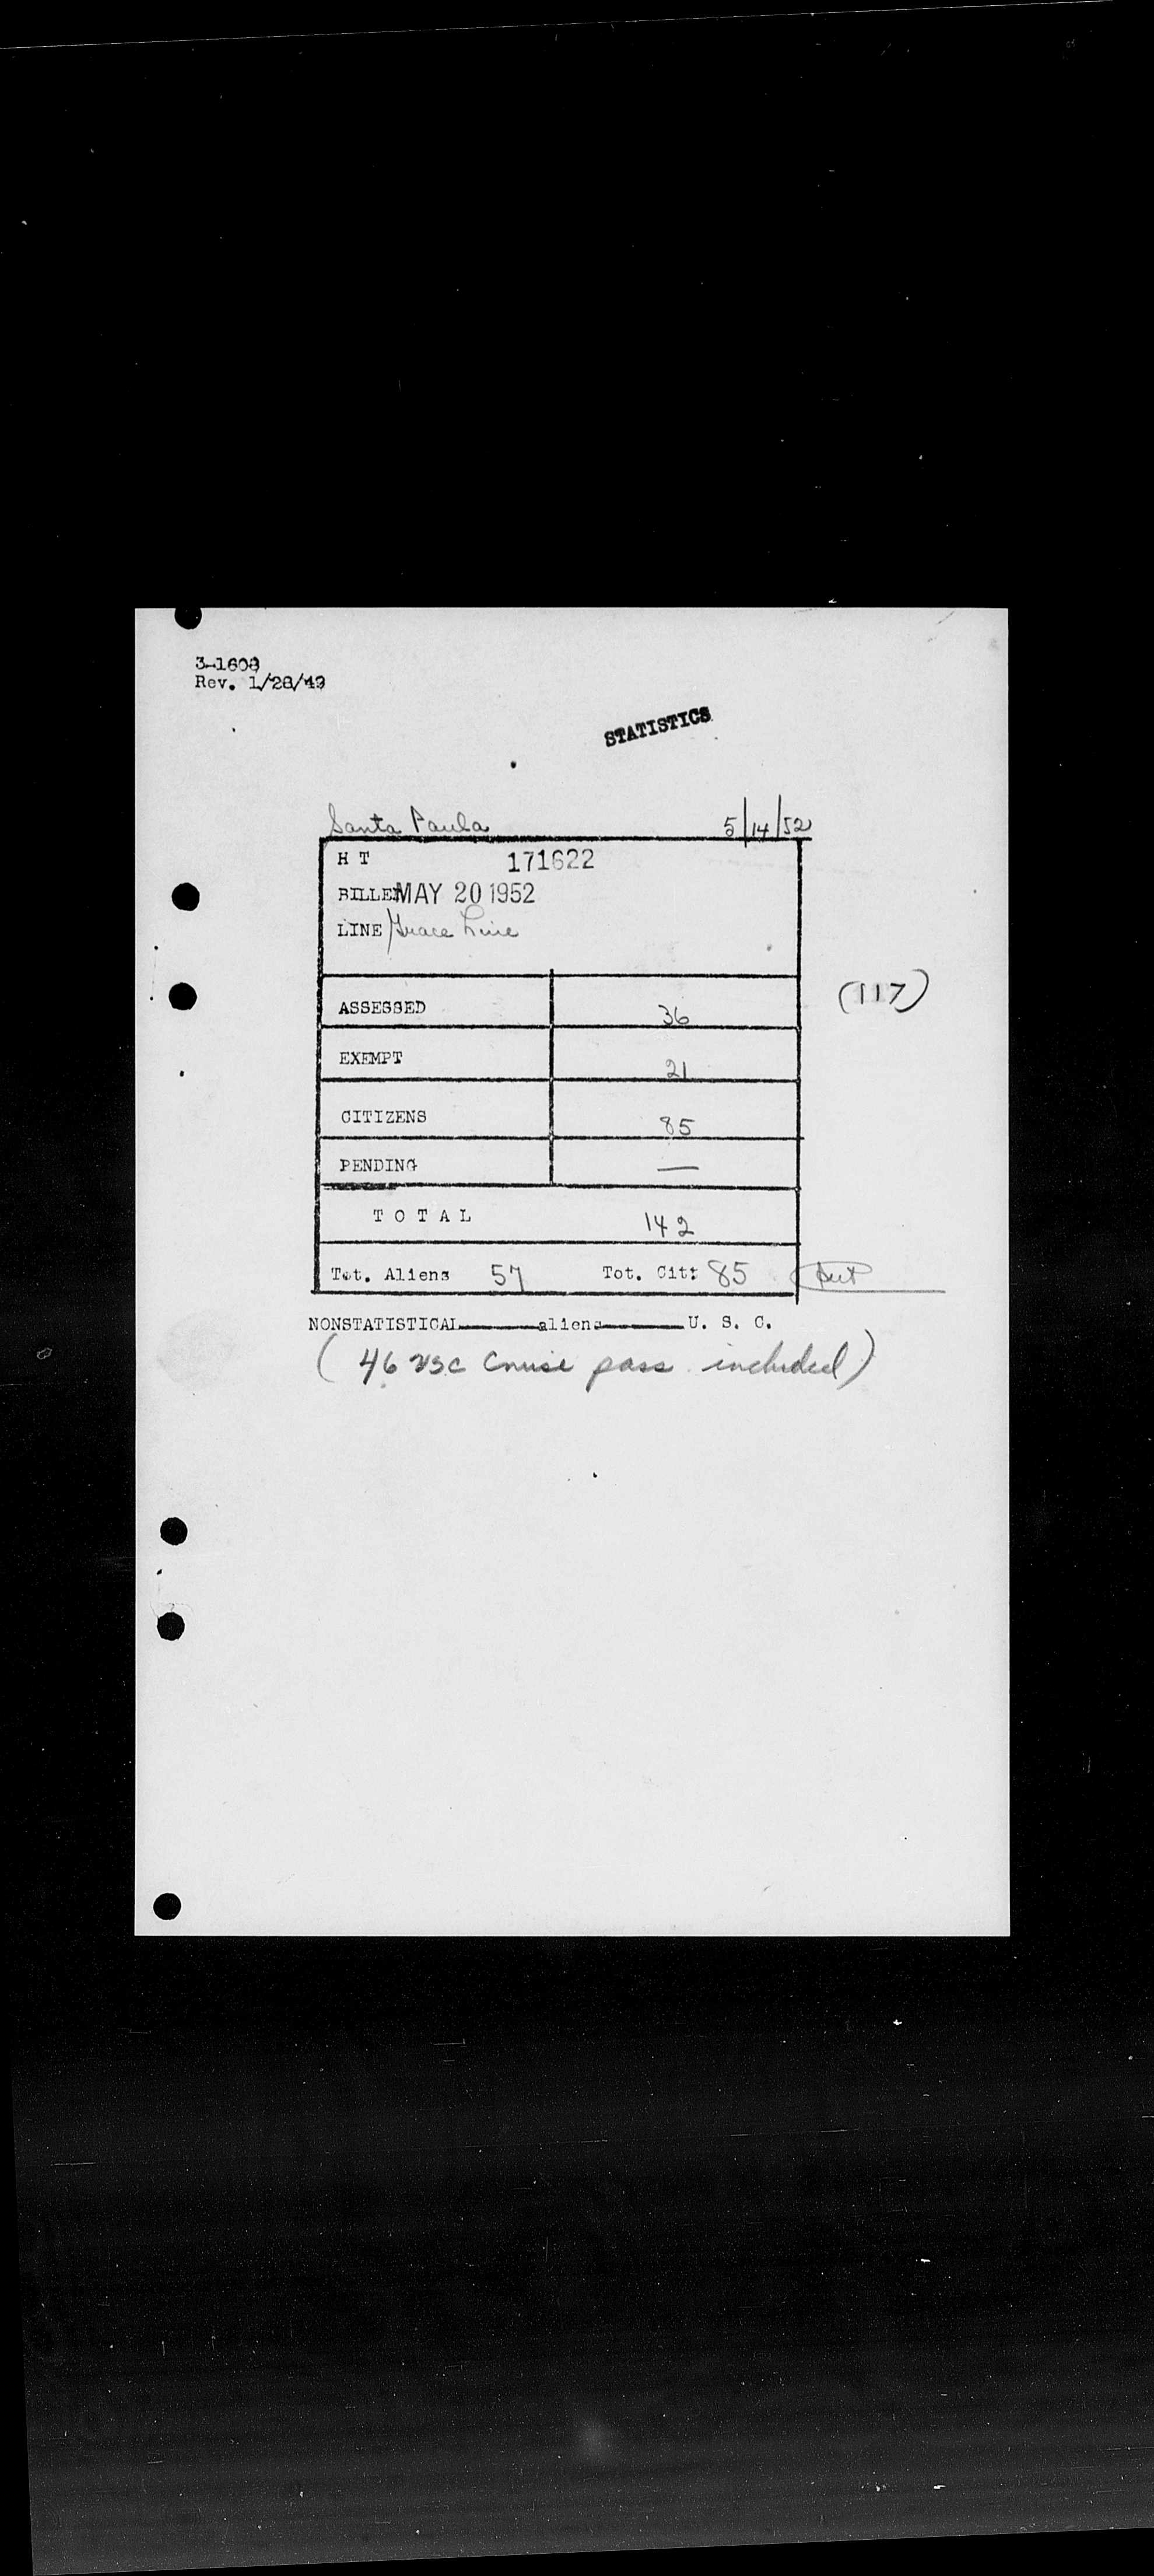 3-1608
Rev. 1/28/49
STATISTICS
Santa Paula 5/14/52
H T 171622
BILLED MAY 20 1952
LINE Grace Line
ASSESSED 36
(117)
EXEMPT 21
CITIZENS 85
PENDING —
T O T A L 142
Tot. Aliens 57 Tot. Cit: 85
NONSTATISTICAL aliens U. S. C.
(46 USC Cruise pass. included)